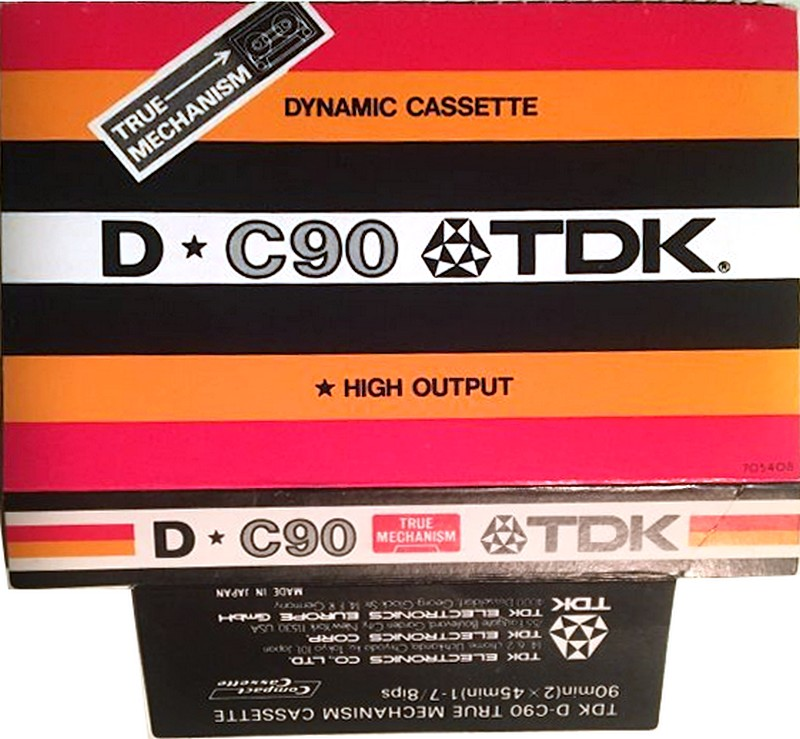 TRUE
MECHANISM
DYNAMIC CASSETTE
D ★ C90 TDK®
★ HIGH OUTPUT
705408
D ★ C90 TRUE MECHANISM TDK
TDK D-C90 TRUE MECHANISM CASSETTE
90min(2×45min)1-7/8ips
Compact Cassette
TDK ELECTRONICS CO., LTD.
TDK ELECTRONICS CORP.
TDK ELECTRONICS EUROPE GmbH
TDK
MADE IN JAPAN